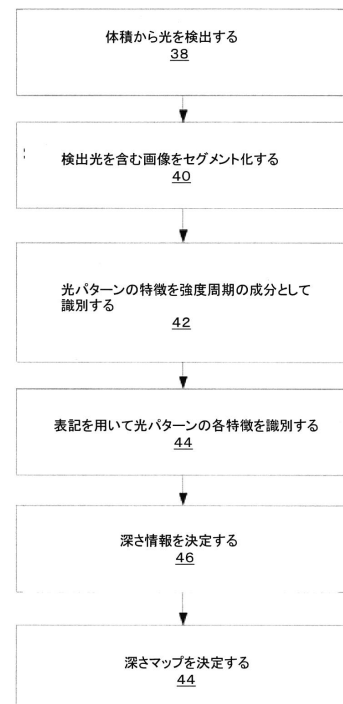 体積から光を検出する
38
検出光を含む画像をセグメント化する
40
光パターンの特徴を強度周期の成分として
識別する
42
表記を用いて光パターンの各特徴を識別する
44
深さ情報を決定する
46
深さマップを決定する
44